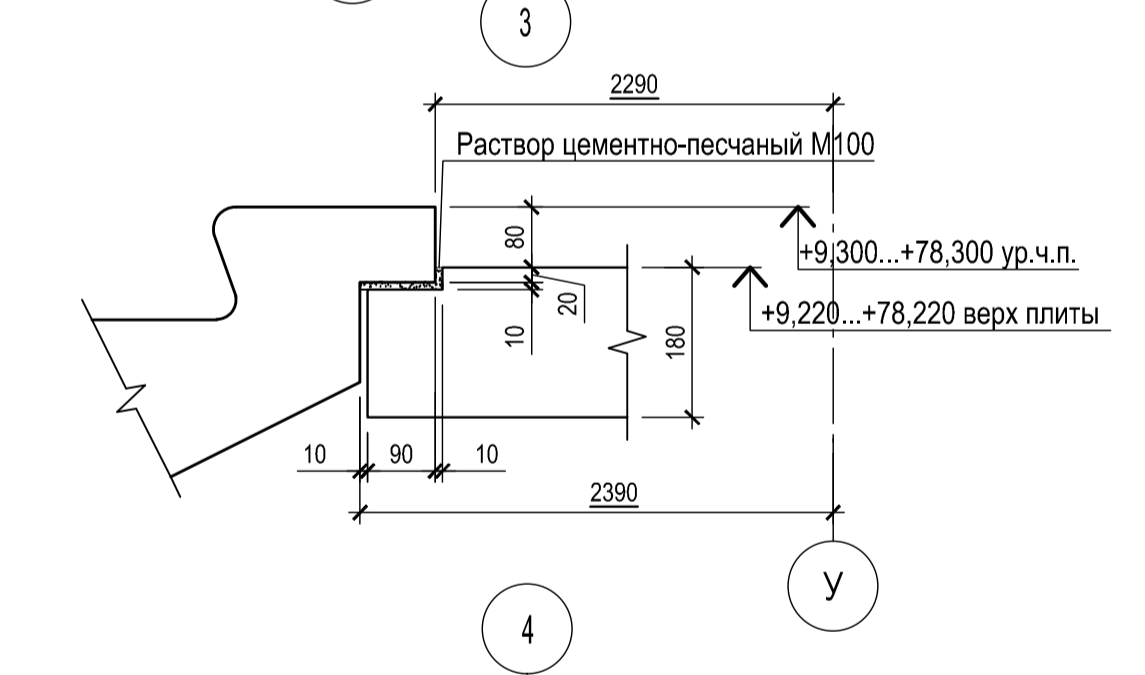 3
2290
Раствор цементно-песчаный М100
80
+9,300...+78,300 ур.ч.п.
20
+9,220...+78,220 верх плиты
10
180
10
90
10
2390
У
4